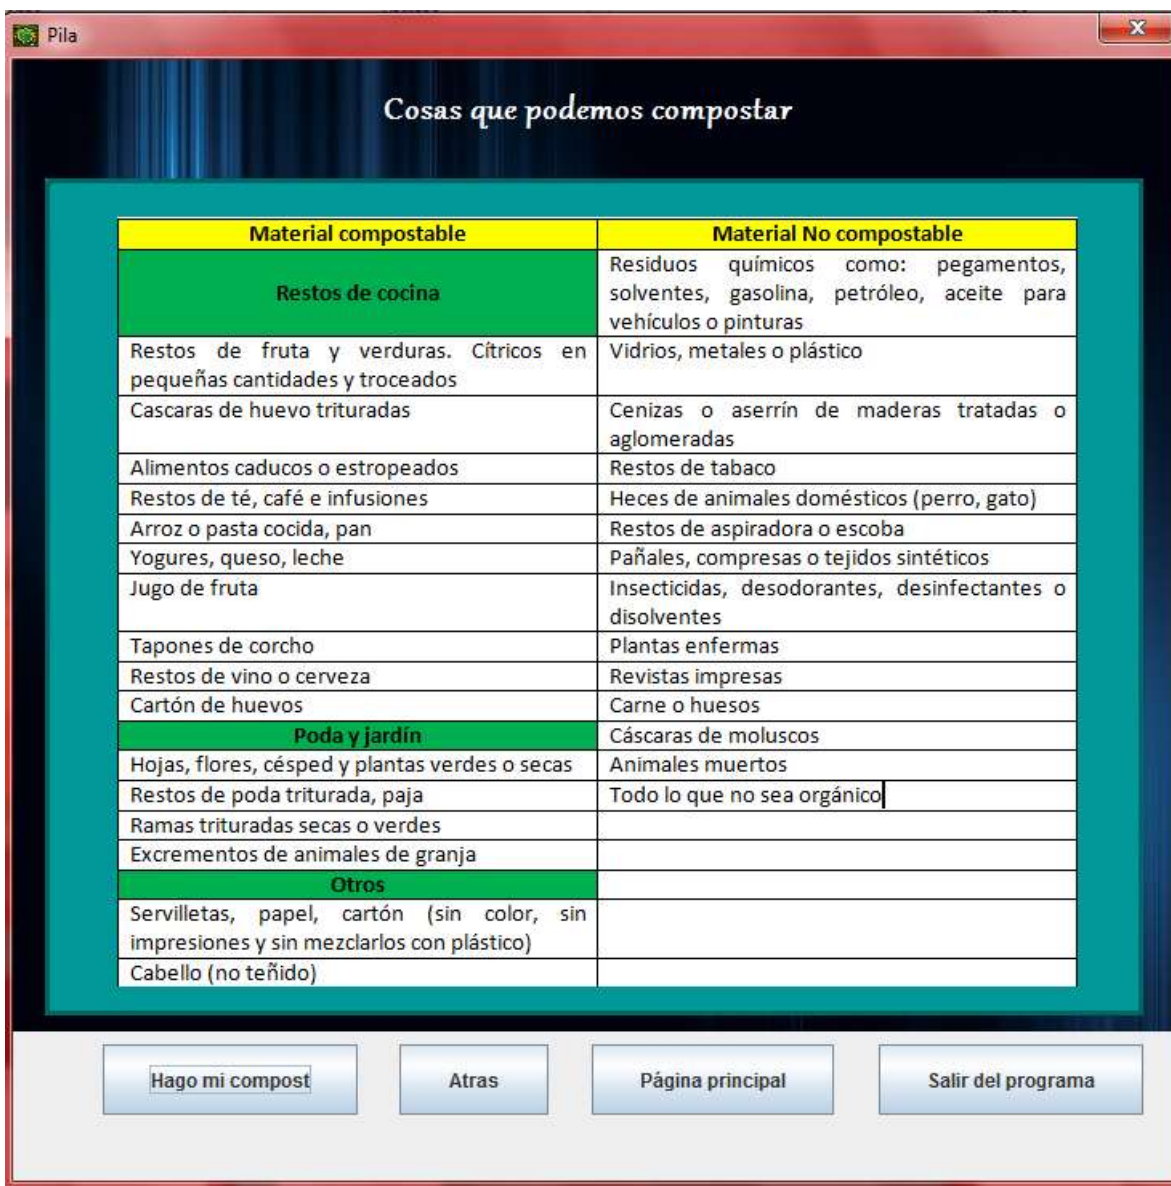 Pila
Cosas que podemos compostar
Material compostable
Material No compostable
Restos de cocina
Residuos químicos como: pegamentos,
solventes, gasolina, petróleo, aceite para
vehículos o pinturas
Restos de fruta y verduras. Cítricos en
pequeñas cantidades y troceados
Vidrios, metales o plástico
Cascaras de huevo trituradas
Cenizas o aserrín de maderas tratadas o
aglomeradas
Alimentos caducos o estropeados
Restos de tabaco
Restos de té, café e infusiones
Heces de animales domésticos (perro, gato)
Arroz o pasta cocida, pan
Restos de aspiradora o escoba
Yogures, queso, leche
Pañales, compresas o tejidos sintéticos
Jugo de fruta
Insecticidas, desodorantes, desinfectantes o
disolventes
Tapones de corcho
Plantas enfermas
Restos de vino o cerveza
Revistas impresas
Cartón de huevos
Carne o huesos
Poda y jardín
Cáscaras de moluscos
Hojas, flores, césped y plantas verdes o secas
Animales muertos
Restos de poda triturada, paja
Todo lo que no sea orgánico
Ramas trituradas secas o verdes
Excrementos de animales de granja
Otros
Servilletas, papel, cartón (sin color, sin
impresiones y sin mezclarlos con plástico)
Cabello (no teñido)
Hago mi compost
Atras
Página principal
Salir del programa